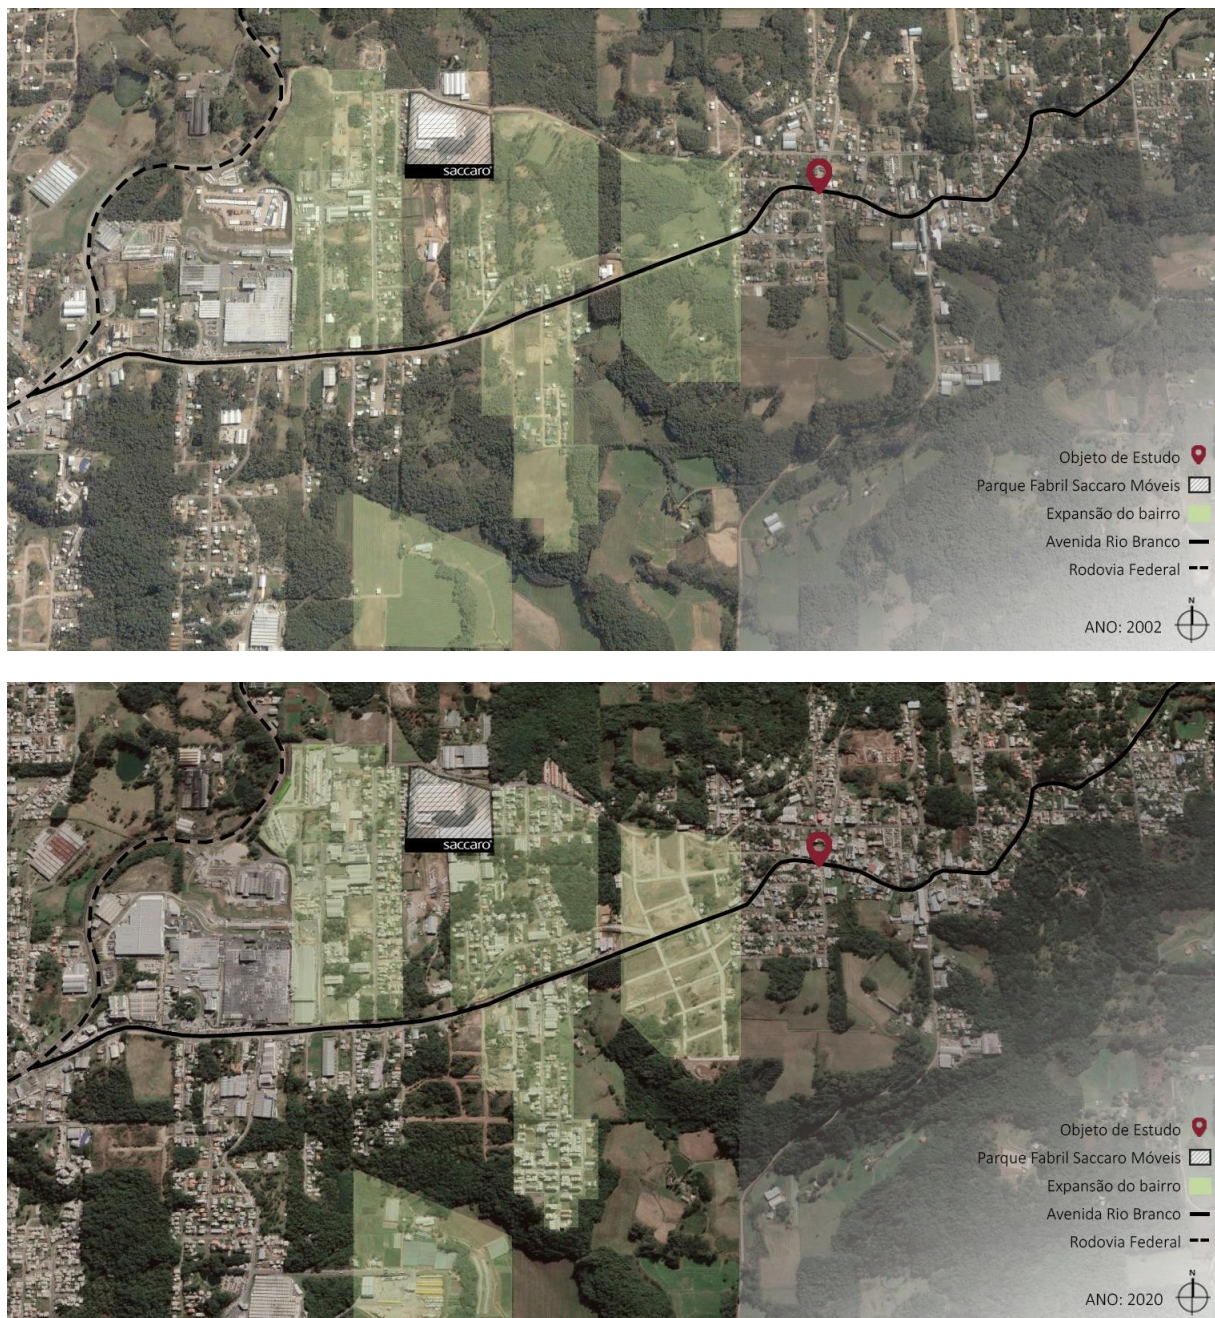 saccaro
Objeto de Estudo
Parque Fabril Saccaro Móveis
Expansão do bairro
Avenida Rio Branco
Rodovia Federal
N
ANO: 2002
saccaro
Objeto de Estudo
Parque Fabril Saccaro Móveis
Expansão do bairro
Avenida Rio Branco
Rodovia Federal
N
ANO: 2020